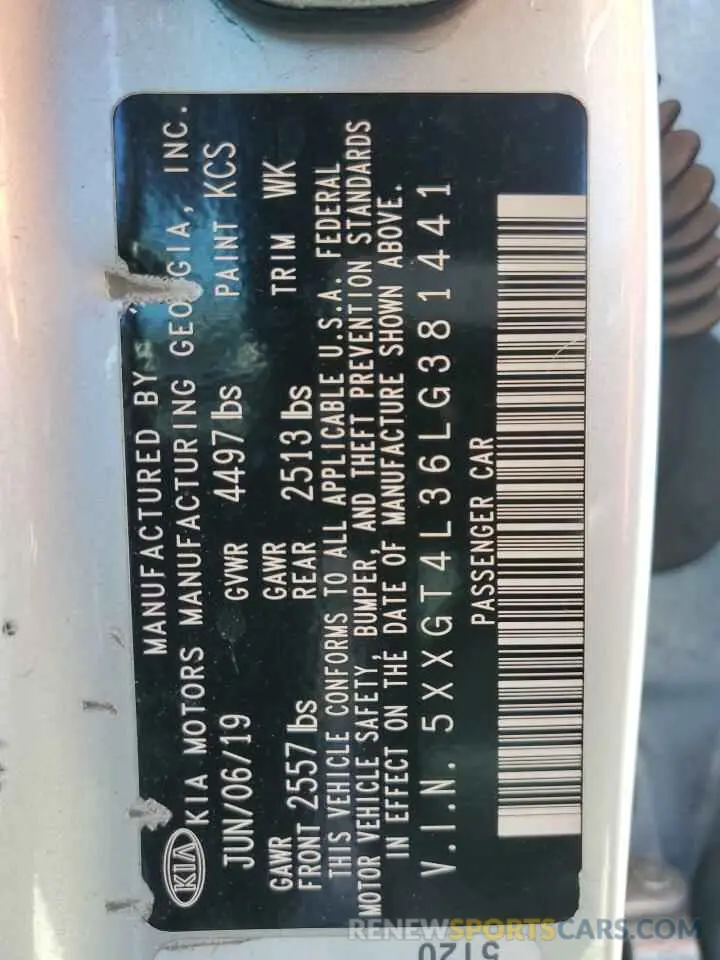 MANUFACTURED BY
KIA KIA MOTORS MANUFACTURING GEORGIA, INC.
JUN/06/19 GVWR 4497 lbs PAINT KCS
GAWR FRONT 2557 lbs GAWR REAR 2513 lbs TRIM WK
THIS VEHICLE CONFORMS TO ALL APPLICABLE U.S.A. FEDERAL
MOTOR VEHICLE SAFETY, BUMPER, AND THEFT PREVENTION STANDARDS
IN EFFECT ON THE DATE OF MANUFACTURE SHOWN ABOVE.
V.I.N. 5XXGT4L36LG381441
PASSENGER CAR
5120
RENEWSPORTSCARS.COM